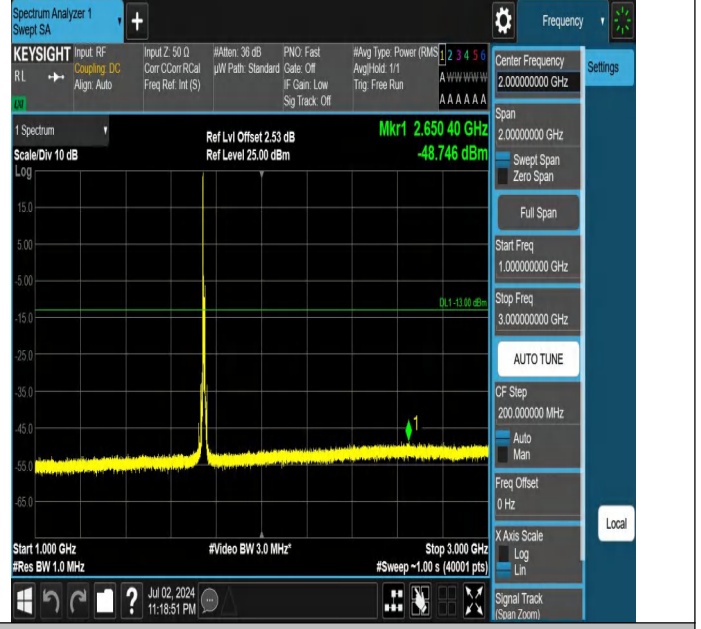 Spectrum Analyzer 1
Swept SA
+
Frequency
KEYSIGHT
RL
LXI
Input: RF
Coupling: DC
Align: Auto
Input Z: 50 Ω
Corr CCorr RCal
Freq Ref: Int (S)
#Atten: 36 dB
µW Path: Standard
PNO: Fast
Gate: Off
IF Gain: Low
Sig Track: Off
#Avg Type: Power (RMS
Avg|Hold: 1/1
Trig: Free Run
1 2 3 4 5 6
A W W W W W
A A A A A A
1 Spectrum
Scale/Div 10 dB
Log
Ref Lvl Offset 2.53 dB
Ref Level 25.00 dBm
Mkr1 2.650 40 GHz
-48.746 dBm
15.0
5.00
-5.00
-15.0
-25.0
-35.0
-45.0
-55.0
-65.0
DL1 -13.00 dBm
1
Start 1.000 GHz
#Res BW 1.0 MHz
#Video BW 3.0 MHz*
Stop 3.000 GHz
#Sweep ~1.00 s (40001 pts)
Jul 02, 2024
11:18:51 PM
?
Center Frequency
2.000000000 GHz
Span
2.00000000 GHz
Swept Span
Zero Span
Full Span
Start Freq
1.000000000 GHz
Stop Freq
3.000000000 GHz
AUTO TUNE
CF Step
200.000000 MHz
Auto
Man
Freq Offset
0 Hz
X Axis Scale
Log
Lin
Signal Track
(Span Zoom)
Settings
Local